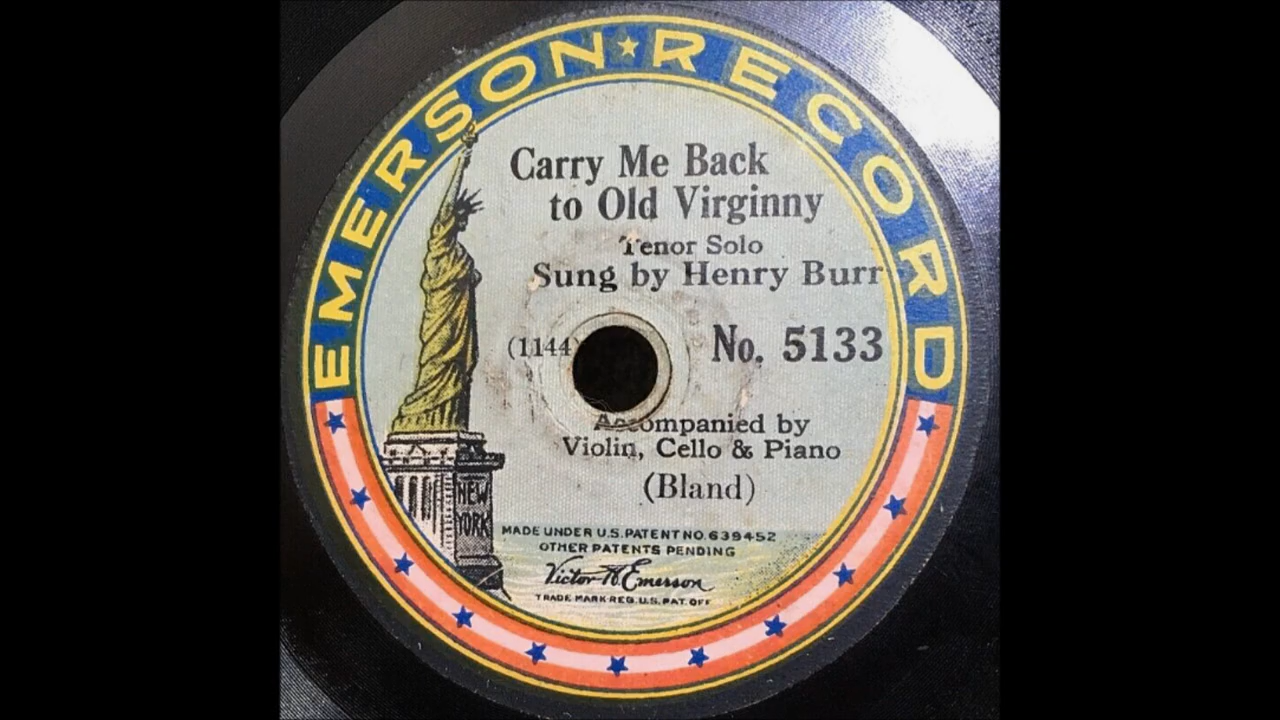 EMERSON ★ RECORD
Carry Me Back
to Old Virginny
Tenor Solo
Sung by Henry Burr
(1144)
No. 5133
Accompanied by
Violin, Cello & Piano
(Bland)
NEW
YORK
MADE UNDER U.S. PATENT NO. 639452
OTHER PATENTS PENDING
Victor H. Emerson
TRADE MARK REG. U.S. PAT. OFF.